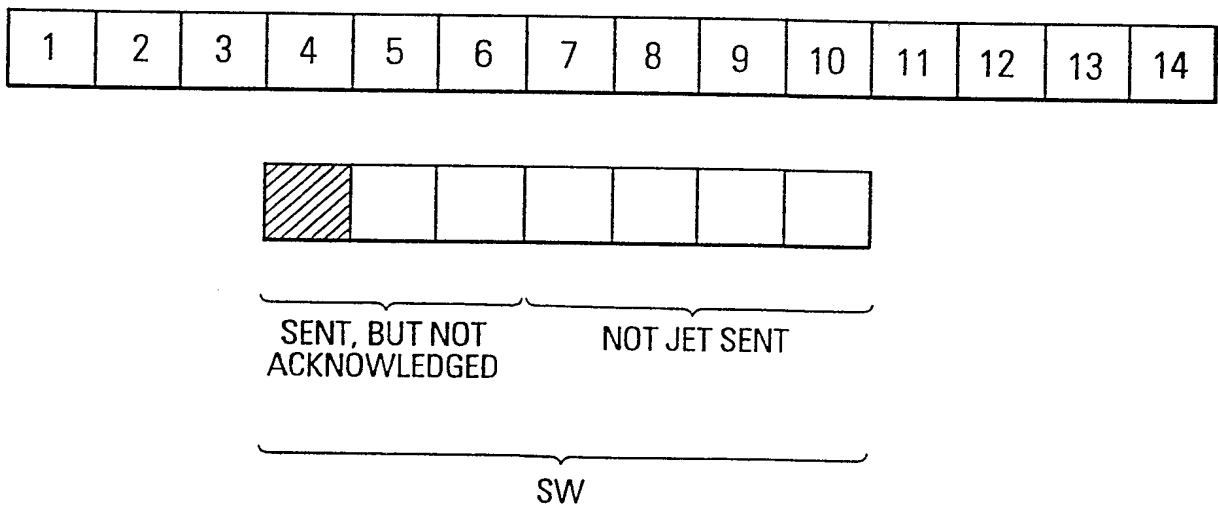 1 2 3 4 5 6 7 8 9 10 11 12 13 14
SENT, BUT NOT
ACKNOWLEDGED
NOT JET SENT
SW